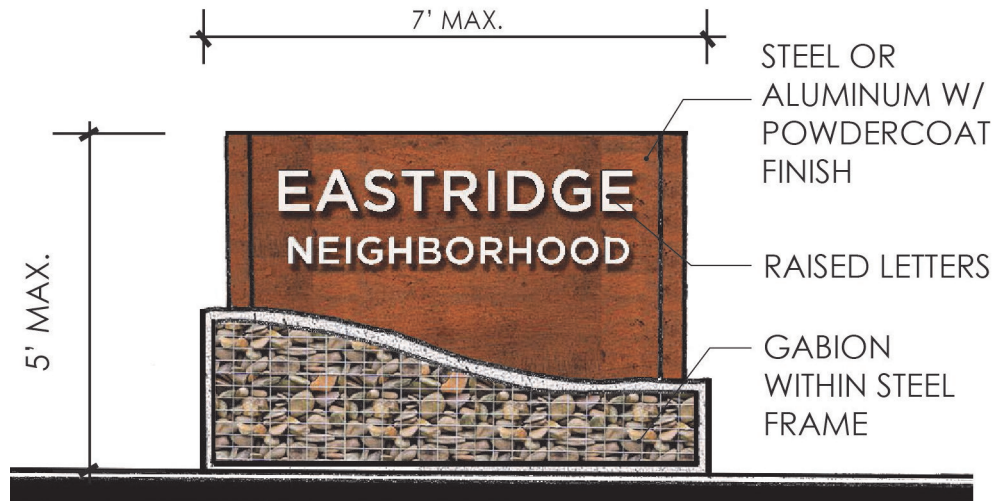 7' MAX.
STEEL OR
ALUMINUM W/
POWDERCOAT
FINISH
EASTRIDGE
NEIGHBORHOOD
RAISED LETTERS
5' MAX.
GABION
WITHIN STEEL
FRAME